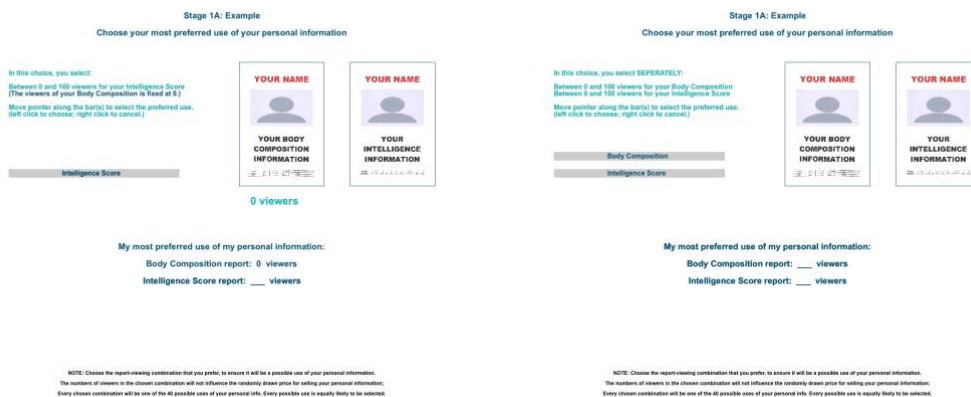 Stage 1A: Example
Choose your most preferred use of your personal information
In this choice, you select:
Between 0 and 100 viewers for your Intelligence Score
(The viewers of your Body Composition is fixed at 0.)
Move pointer along the bar(s) to select the preferred use.
(left click to choose; right click to cancel.)
Intelligence Score
YOUR NAME
YOUR BODY
COMPOSITION
INFORMATION
YOUR NAME
YOUR
INTELLIGENCE
INFORMATION
0 viewers
My most preferred use of my personal information:
Body Composition report: 0 viewers
Intelligence Score report: ___ viewers
NOTE: Choose the report-viewing combination that you prefer, to ensure it will be a possible use of your personal information.
The numbers of viewers in the chosen combination will not influence the randomly drawn price for selling your personal information;
Every chosen combination will be one of the 40 possible uses of your personal info. Every possible use is equally likely to be selected.
Stage 1A: Example
Choose your most preferred use of your personal information
In this choice, you select SEPERATELY:
Between 0 and 100 viewers for your Body Composition
Between 0 and 100 viewers for your Intelligence Score
Move pointer along the bar(s) to select the preferred use.
(left click to choose; right click to cancel.)
Body Composition
Intelligence Score
YOUR NAME
YOUR BODY
COMPOSITION
INFORMATION
YOUR NAME
YOUR
INTELLIGENCE
INFORMATION
My most preferred use of my personal information:
Body Composition report: ___ viewers
Intelligence Score report: ___ viewers
NOTE: Choose the report-viewing combination that you prefer, to ensure it will be a possible use of your personal information.
The numbers of viewers in the chosen combination will not influence the randomly drawn price for selling your personal information;
Every chosen combination will be one of the 40 possible uses of your personal info. Every possible use is equally likely to be selected.